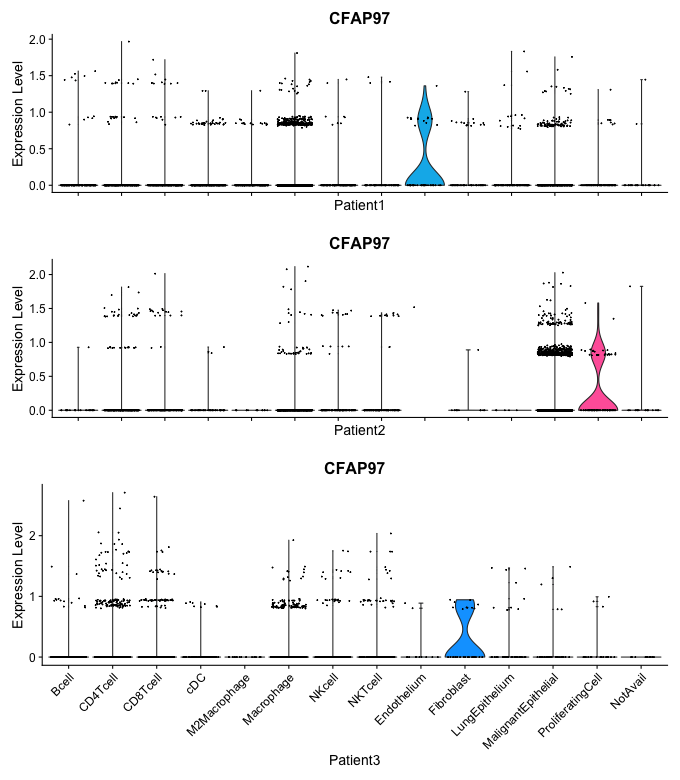 CFAP97
Expression Level
2.0
1.5
1.0
0.5
0.0
Patient1
CFAP97
Expression Level
2.0
1.5
1.0
0.5
0.0
Patient2
CFAP97
Expression Level
2
1
0
Bcell
CD4Tcell
CD8Tcell
cDC
M2Macrophage
Macrophage
NKcell
NKTcell
Endothelium
Fibroblast
LungEpithelium
MalignantEpithelial
ProliferatingCell
NotAvail
Patient3